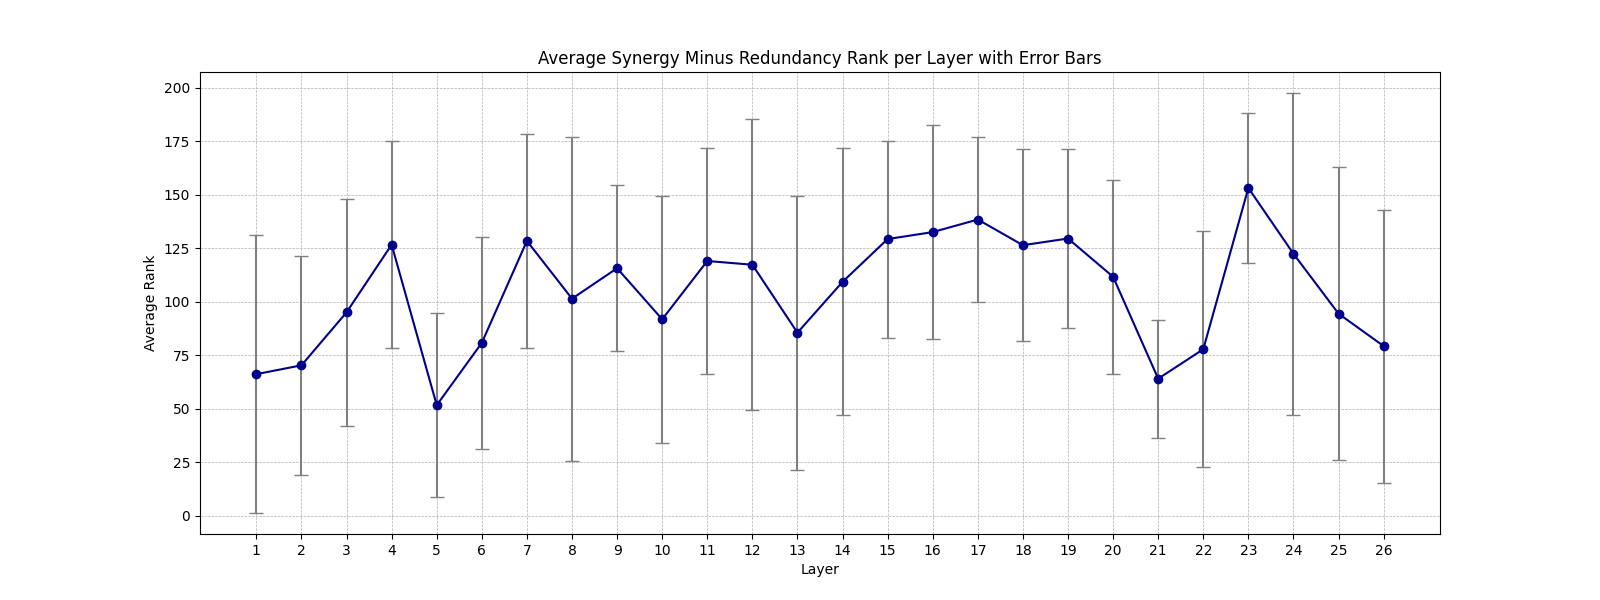 Average Synergy Minus Redundancy Rank per Layer with Error Bars
Average Rank
200
175
150
125
100
75
50
25
0
1 2 3 4 5 6 7 8 9 10 11 12 13 14 15 16 17 18 19 20 21 22 23 24 25 26
Layer